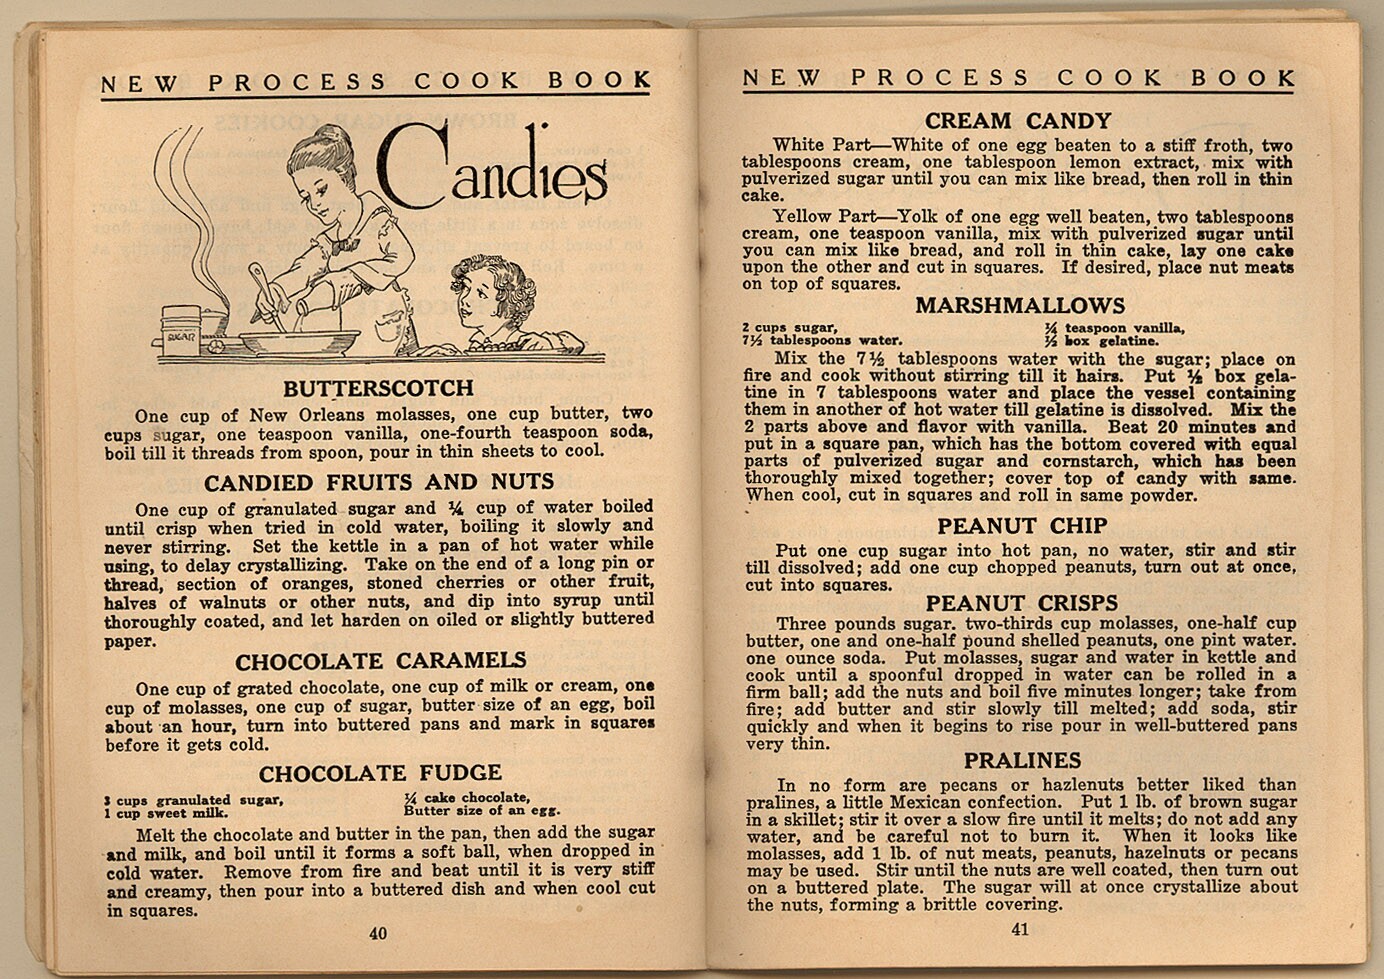 NEW PROCESS COOK BOOK
Candies
SUGAR
BUTTERSCOTCH
One cup of New Orleans molasses, one cup butter, two
cups sugar, one teaspoon vanilla, one-fourth teaspoon soda,
boil till it threads from spoon, pour in thin sheets to cool.
CANDIED FRUITS AND NUTS
One cup of granulated sugar and ¼ cup of water boiled
until crisp when tried in cold water, boiling it slowly and
never stirring. Set the kettle in a pan of hot water while
using, to delay crystallizing. Take on the end of a long pin or
thread, section of oranges, stoned cherries or other fruit,
halves of walnuts or other nuts, and dip into syrup until
thoroughly coated, and let harden on oiled or slightly buttered
paper.
CHOCOLATE CARAMELS
One cup of grated chocolate, one cup of milk or cream, one
cup of molasses, one cup of sugar, butter size of an egg, boil
about an hour, turn into buttered pans and mark in squares
before it gets cold.
CHOCOLATE FUDGE
3 cups granulated sugar, ¼ cake chocolate,
1 cup sweet milk. Butter size of an egg.
Melt the chocolate and butter in the pan, then add the sugar
and milk, and boil until it forms a soft ball, when dropped in
cold water. Remove from fire and beat until it is very stiff
and creamy, then pour into a buttered dish and when cool cut
in squares.
40
NEW PROCESS COOK BOOK
CREAM CANDY
White Part—White of one egg beaten to a stiff froth, two
tablespoons cream, one tablespoon lemon extract, mix with
pulverized sugar until you can mix like bread, then roll in thin
cake.
Yellow Part—Yolk of one egg well beaten, two tablespoons
cream, one teaspoon vanilla, mix with pulverized sugar until
you can mix like bread, and roll in thin cake, lay one cake
upon the other and cut in squares. If desired, place nut meats
on top of squares.
MARSHMALLOWS
2 cups sugar, ¼ teaspoon vanilla,
7½ tablespoons water. ½ box gelatine.
Mix the 7½ tablespoons water with the sugar; place on
fire and cook without stirring till it hairs. Put ½ box gela-
tine in 7 tablespoons water and place the vessel containing
them in another of hot water till gelatine is dissolved. Mix the
2 parts above and flavor with vanilla. Beat 20 minutes and
put in a square pan, which has the bottom covered with equal
parts of pulverized sugar and cornstarch, which has been
thoroughly mixed together; cover top of candy with same.
When cool, cut in squares and roll in same powder.
PEANUT CHIP
Put one cup sugar into hot pan, no water, stir and stir
till dissolved; add one cup chopped peanuts, turn out at once,
cut into squares.
PEANUT CRISPS
Three pounds sugar. two-thirds cup molasses, one-half cup
butter, one and one-half pound shelled peanuts, one pint water.
one ounce soda. Put molasses, sugar and water in kettle and
cook until a spoonful dropped in water can be rolled in a
firm ball; add the nuts and boil five minutes longer; take from
fire; add butter and stir slowly till melted; add soda, stir
quickly and when it begins to rise pour in well-buttered pans
very thin.
PRALINES
In no form are pecans or hazlenuts better liked than
pralines, a little Mexican confection. Put 1 lb. of brown sugar
in a skillet; stir it over a slow fire until it melts; do not add any
water, and be careful not to burn it. When it looks like
molasses, add 1 lb. of nut meats, peanuts, hazelnuts or pecans
may be used. Stir until the nuts are well coated, then turn out
on a buttered plate. The sugar will at once crystallize about
the nuts, forming a brittle covering.
41